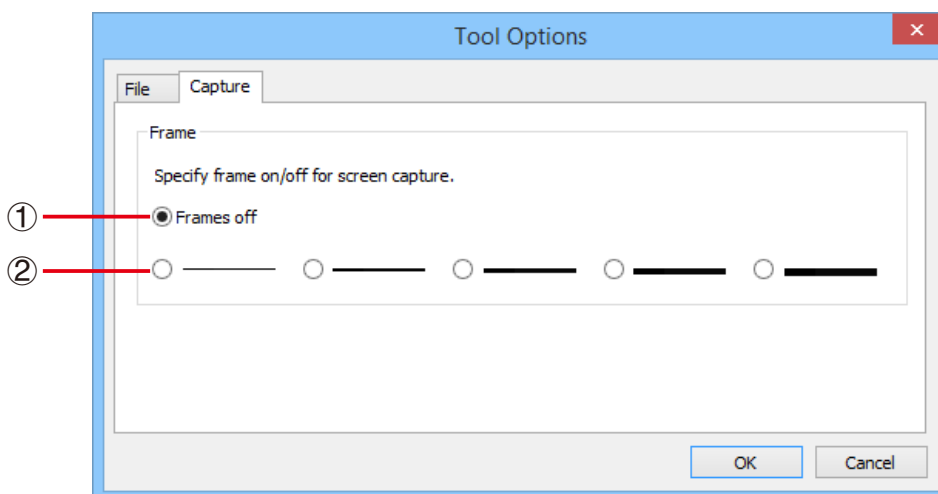 Tool Options
File Capture
Frame
Specify frame on/off for screen capture.
① Frames off
②
OK Cancel